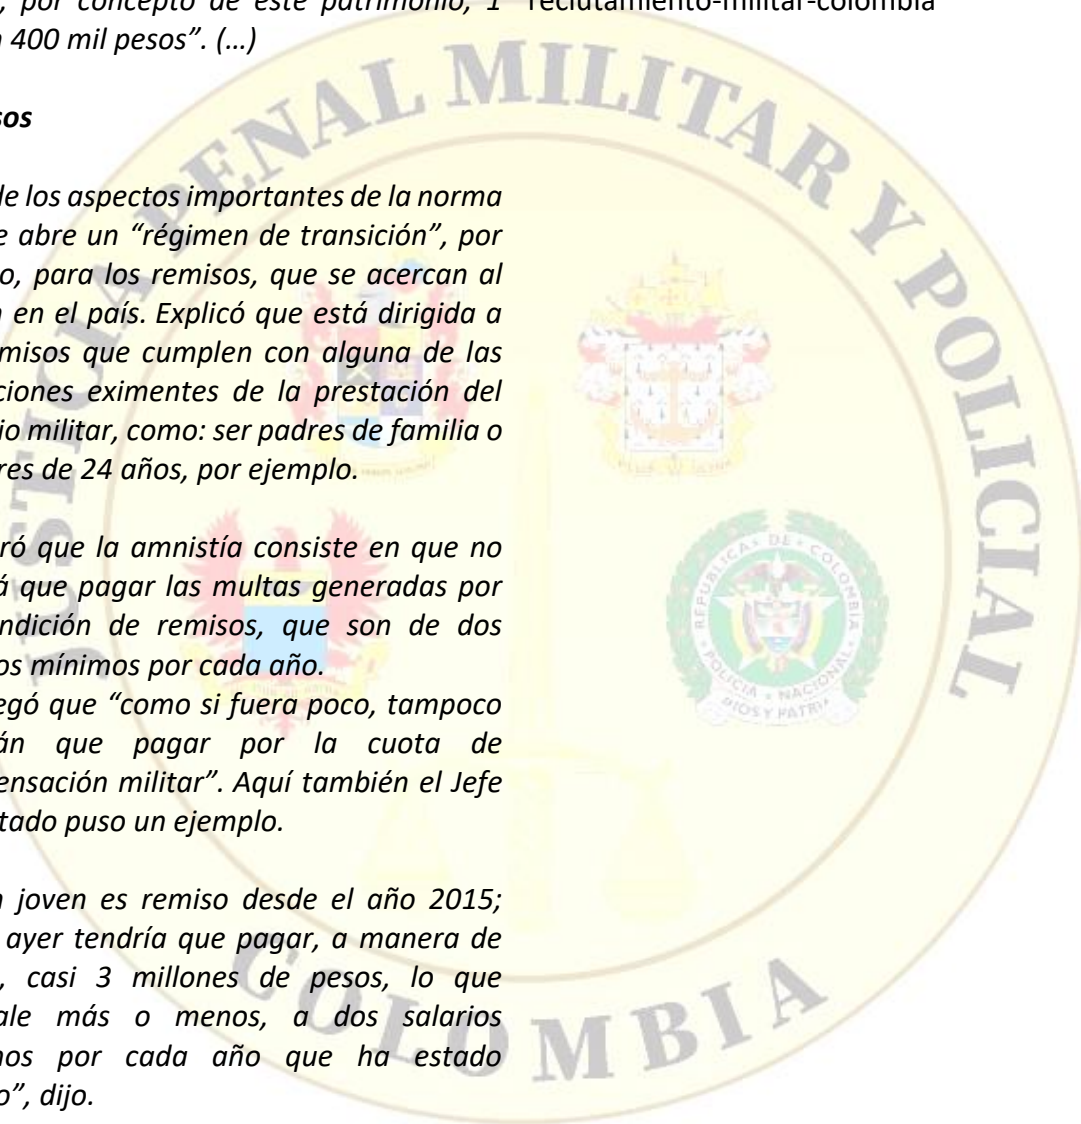 , por concepto de este patrimonio, 1
400 mil pesos”. (…)
reclutamiento-militar-colombia
sos
de los aspectos importantes de la norma
e abre un “régimen de transición”, por
o, para los remisos, que se acercan al
n en el país. Explicó que está dirigida a
misos que cumplen con alguna de las
ciones eximentes de la prestación del
io militar, como: ser padres de familia o
res de 24 años, por ejemplo.
ró que la amnistía consiste en que no
á que pagar las multas generadas por
ndición de remisos, que son de dos
os mínimos por cada año.
egó que “como si fuera poco, tampoco
án que pagar por la cuota de
ensación militar”. Aquí también el Jefe
tado puso un ejemplo.
n joven es remiso desde el año 2015;
ayer tendría que pagar, a manera de
, casi 3 millones de pesos, lo que
ale más o menos, a dos salarios
nos por cada año que ha estado
o”, dijo.
JUSTICIA PENAL MILITAR Y POLICIAL
COLOMBIA
REPUBLICA DE COLOMBIA
POLICIA NACIONAL
DIOS Y PATRIA